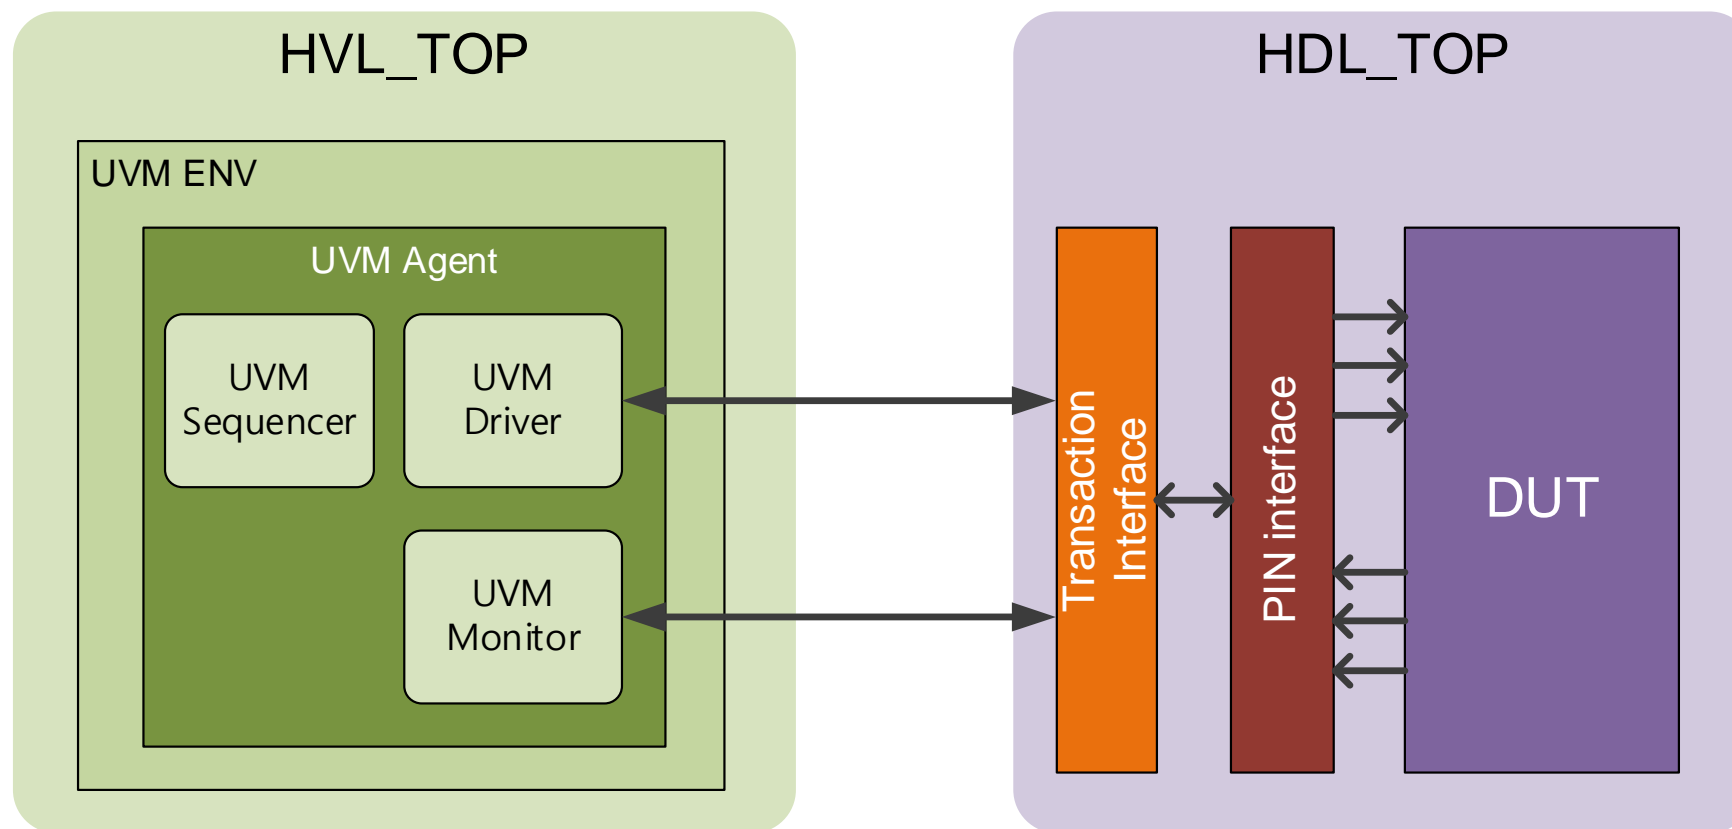 HVL_TOP
UVM ENV
UVM Agent
UVM
Sequencer
UVM
Driver
UVM
Monitor
HDL_TOP
Transaction
Interface
PIN interface
DUT